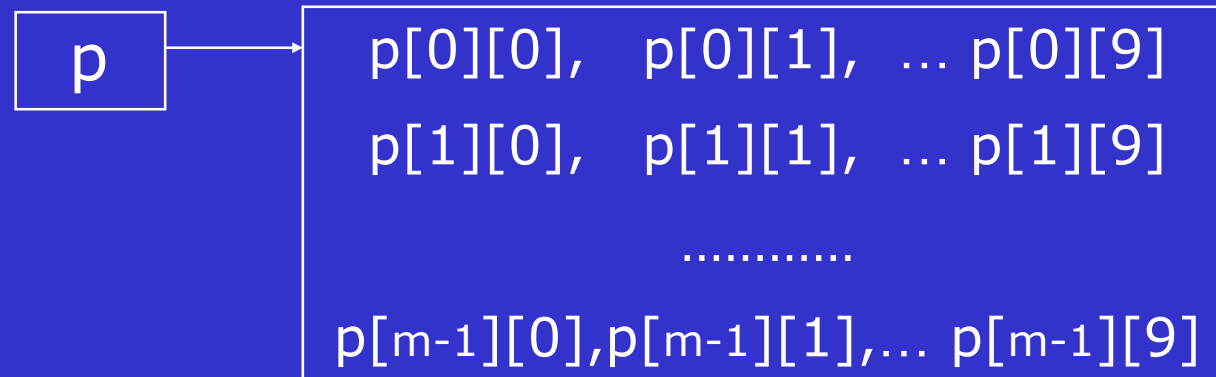 p
p[0][0], p[0][1], … p[0][9]
p[1][0], p[1][1], … p[1][9]
…………
p[m-1][0],p[m-1][1],… p[m-1][9]